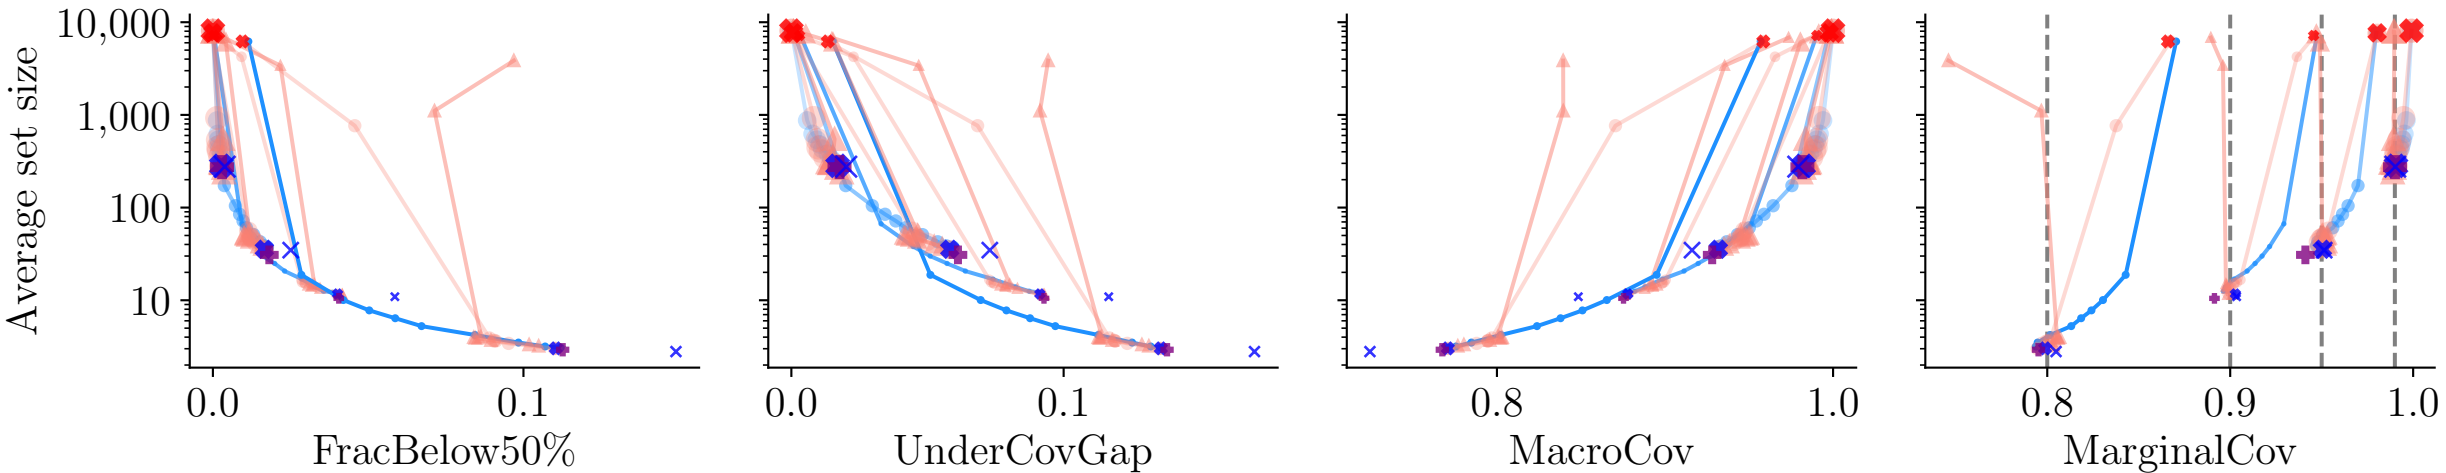 Average set size
10,000
1,000
100
10
0.0 0.1
FracBelow50%
0.0 0.1
UnderCovGap
0.8 1.0
MacroCov
0.8 0.9 1.0
MarginalCov